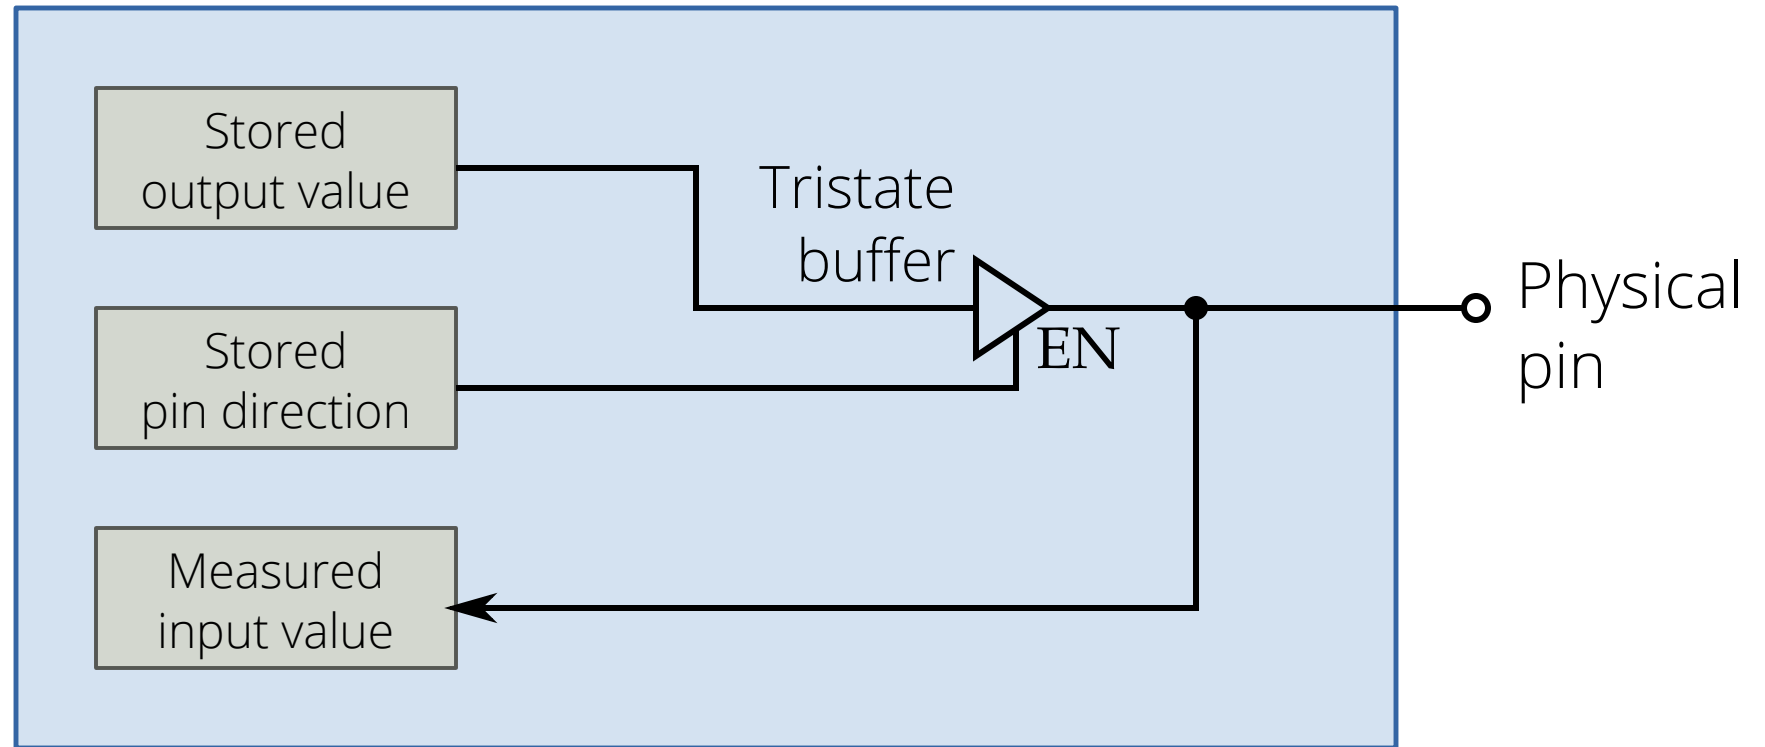 Stored
output value
Tristate
buffer
Stored
pin direction
EN
Physical
pin
Measured
input value